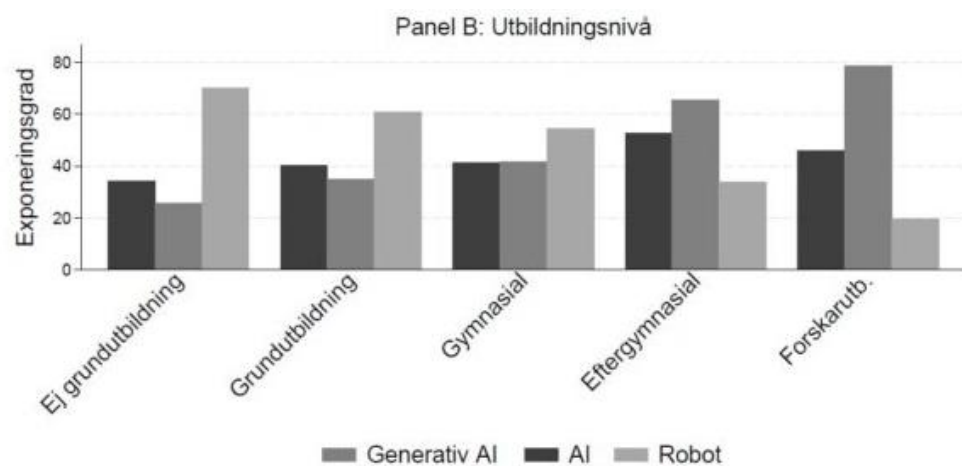 Panel B: Utbildningsnivå
Exponeringsgrad
80
60
40
20
0
Ej grundutbildning
Grundutbildning
Gymnasial
Eftergymnasial
Forskarutb.
Generativ AI AI Robot